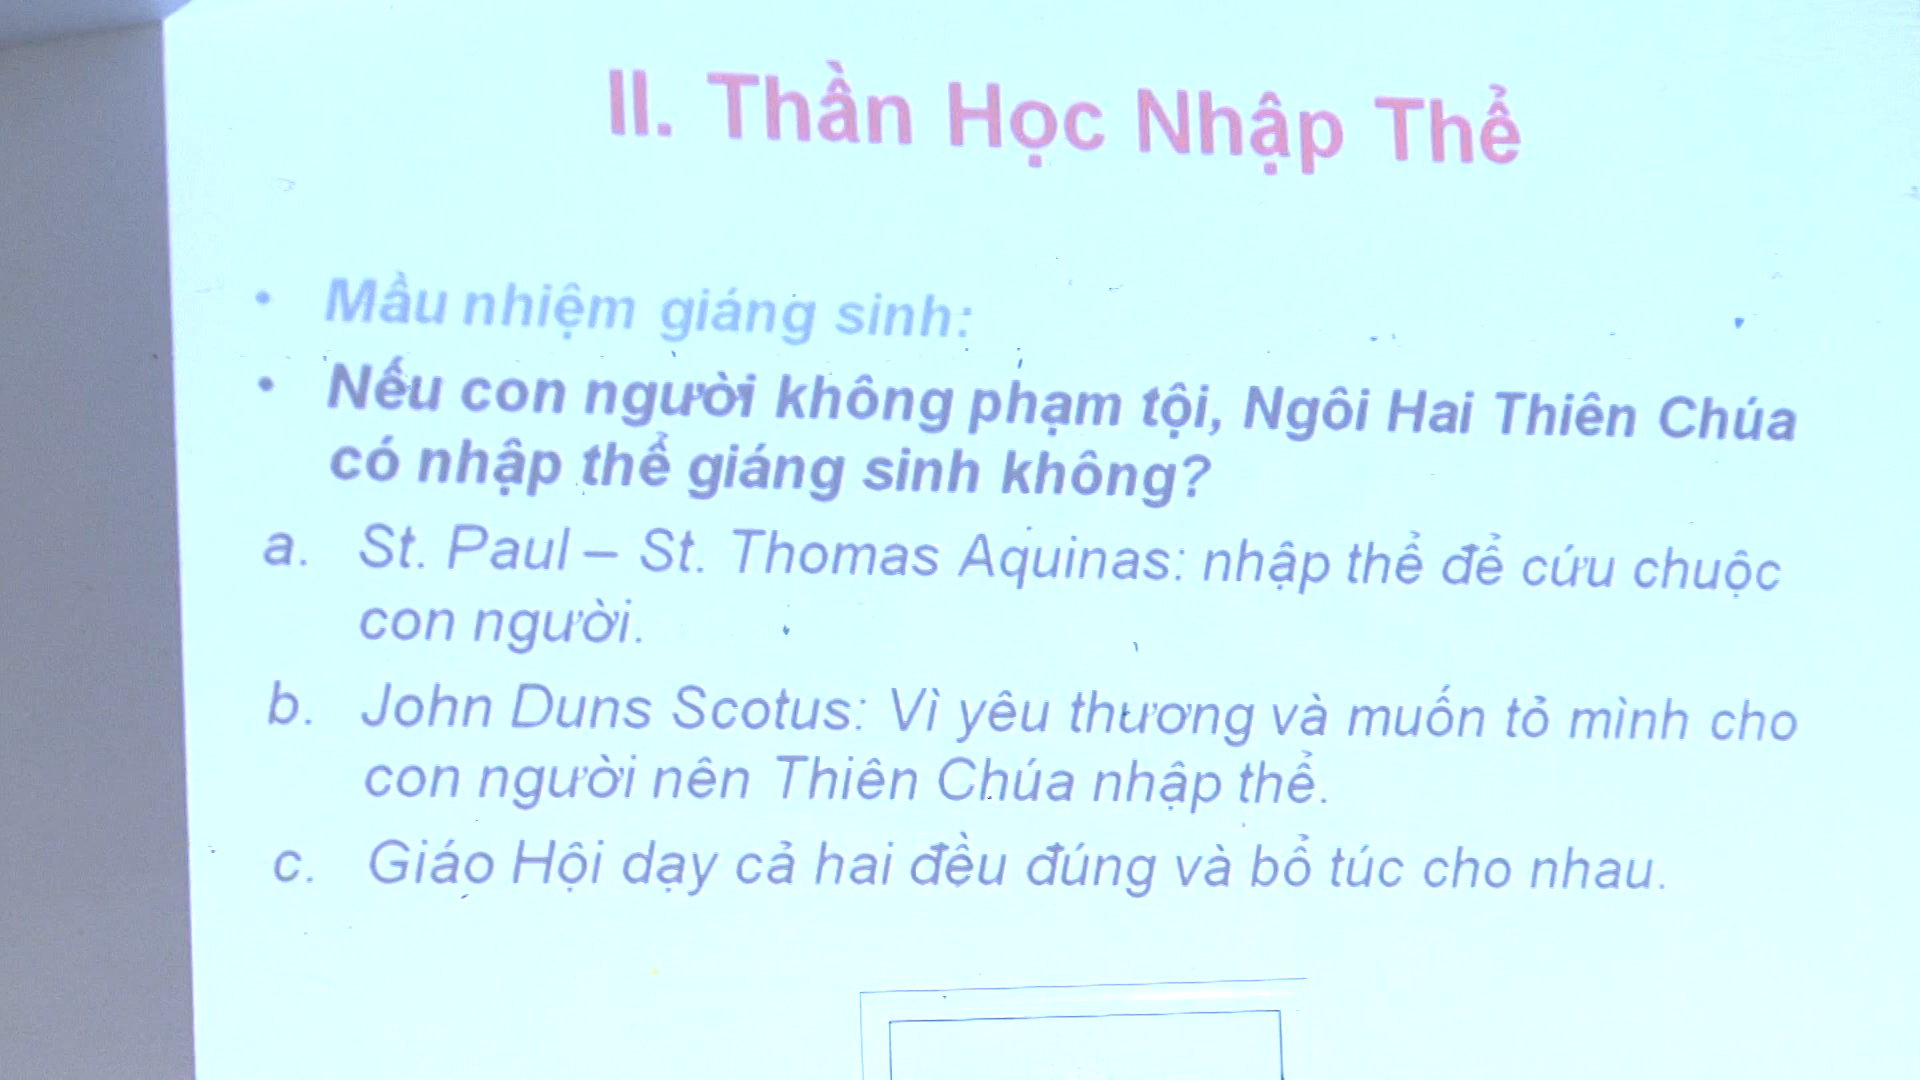 II. Thần Học Nhập Thể
• Mầu nhiệm giáng sinh:
• Nếu con người không phạm tội, Ngôi Hai Thiên Chúa
có nhập thể giáng sinh không?
a. St. Paul – St. Thomas Aquinas: nhập thể để cứu chuộc
con người.
b. John Duns Scotus: Vì yêu thương và muốn tỏ mình cho
con người nên Thiên Chúa nhập thể.
c. Giáo Hội dạy cả hai đều đúng và bổ túc cho nhau.